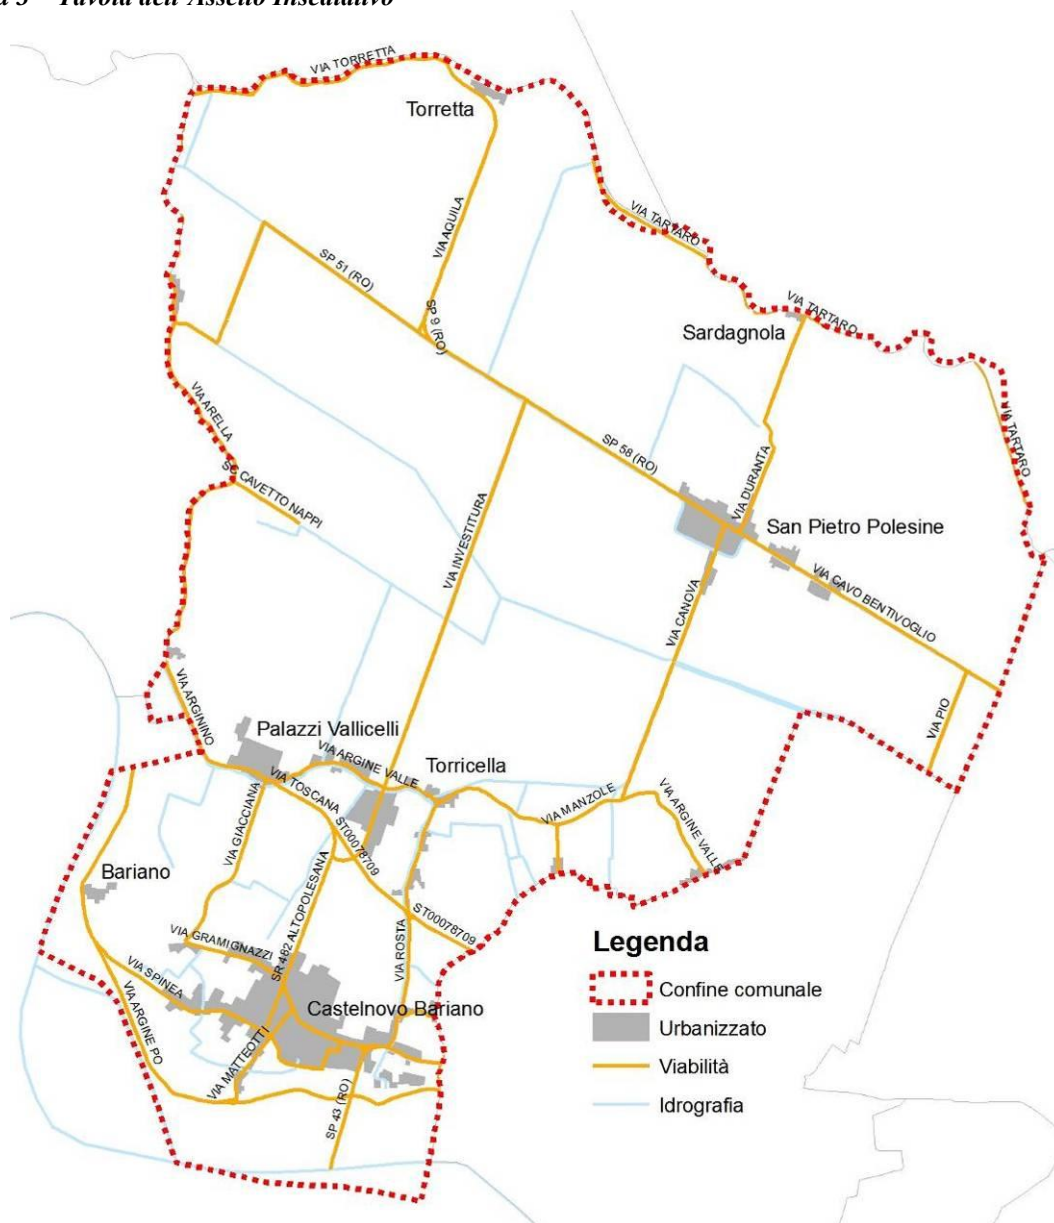 3 – Tavola dell'Assetto Insediativo
VIA TORRETTA
Torretta
VIA AQUILA
VIA TARTARO
SP 51 (RO)
SP 9 (RO)
VIA TARTARO
Sardagnola
VIA TARTARO
VIA ARELLA
SC CAVETTO NAPPI
SP 58 (RO)
VIA DURANTA
VIA INVESTITURA
San Pietro Polesine
VIA CANOVA
VIA CAVO BENTIVOGLIO
VIA ARGININO
VIA PIO
Palazzi Vallicelli
VIA ARGINE VALLE
Torricella
VIA TOSCANA
VIA MANZOLE
VIA ARGINE VALLE
VIA GIACCIANA
ST00078709
Bariano
SR 482 ALTOPOLESANA
ST00078709
VIA GRAMIGNAZZI
VIA ROSTA
VIA SPINEA
VIA ARGINE PO
Castelnovo Bariano
VIA MATTEOTTI
SP 43 (RO)
Legenda
Confine comunale
Urbanizzato
Viabilità
Idrografia